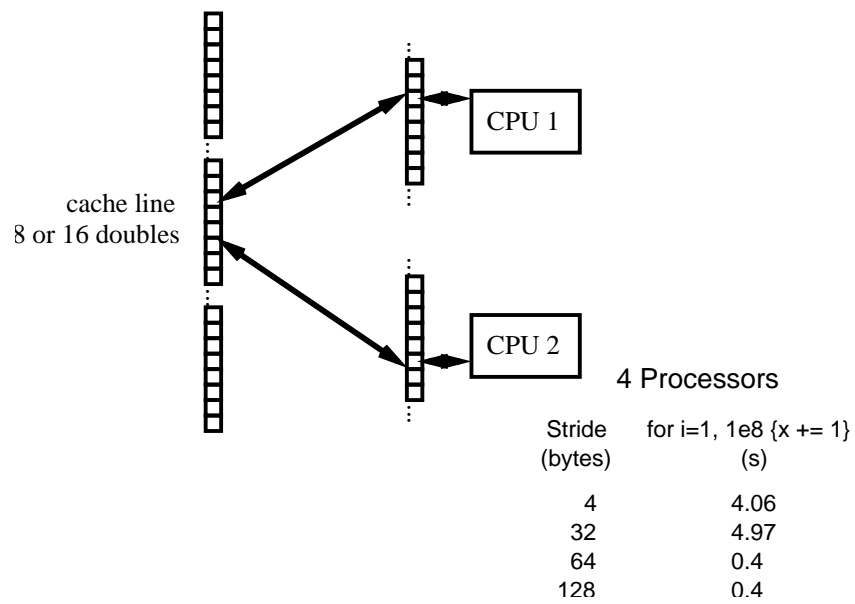 CPU 1
cache line
8 or 16 doubles
CPU 2
4 Processors
Stride for i=1, 1e8 {x += 1}
(bytes) (s)
4 4.06
32 4.97
64 0.4
128 0.4